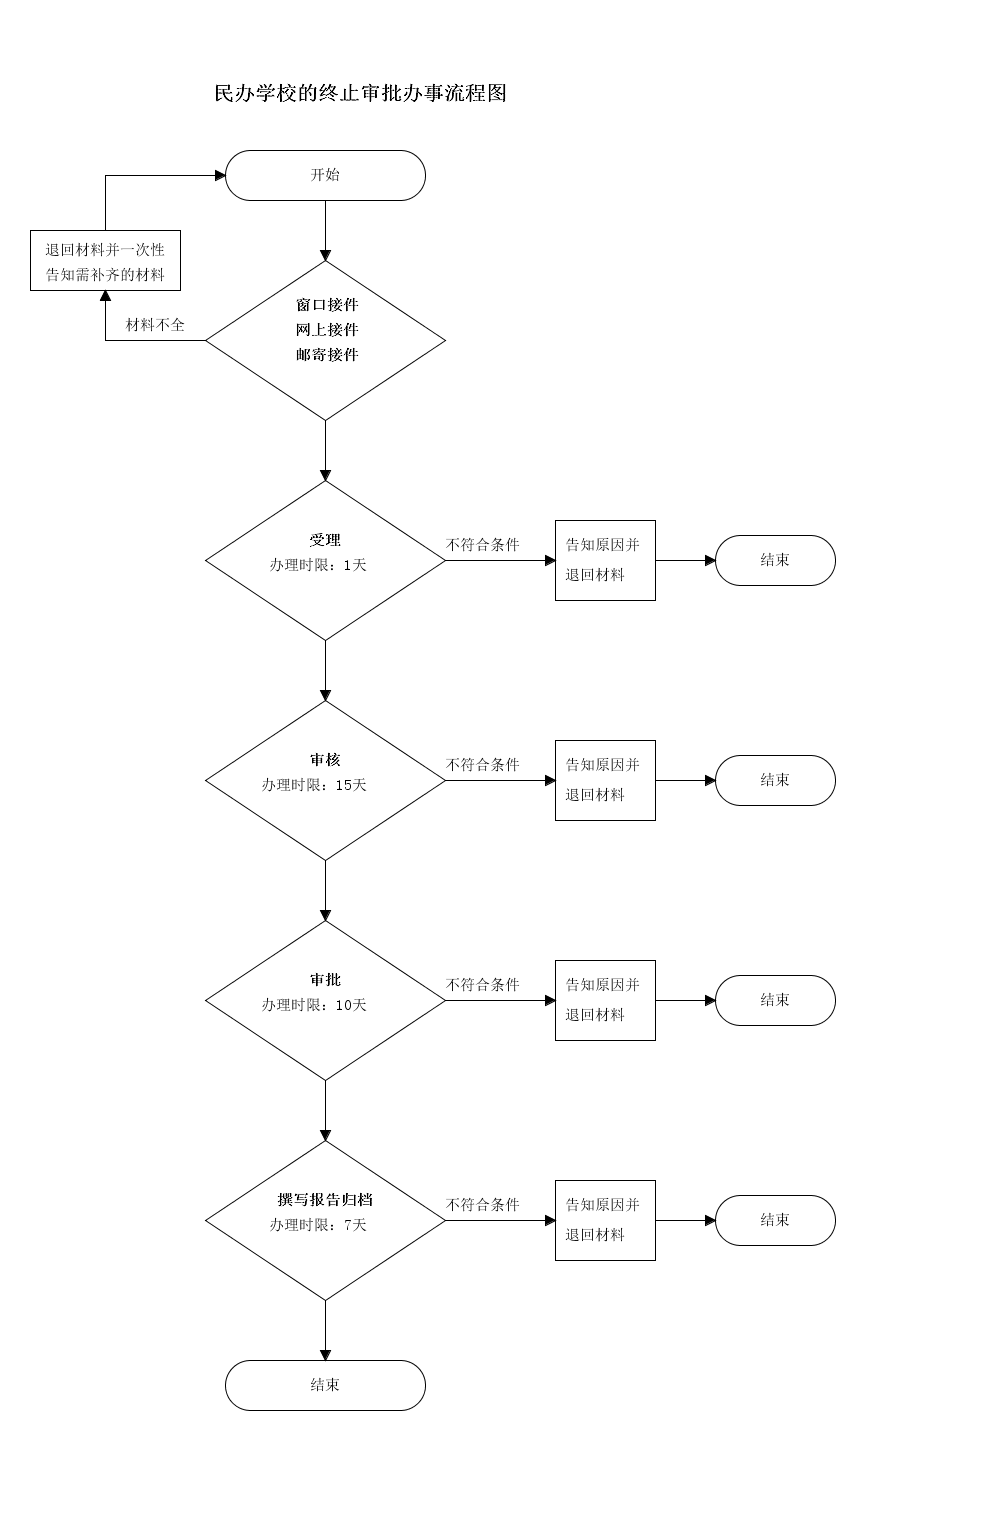 民办学校的终止审批办事流程图
开始
退回材料并一次性
告知需补齐的材料
材料不全
窗口接件
网上接件
邮寄接件
受理
办理时限：1天
不符合条件
告知原因并
退回材料
结束
审核
办理时限：15天
不符合条件
告知原因并
退回材料
结束
审批
办理时限：10天
不符合条件
告知原因并
退回材料
结束
撰写报告归档
办理时限：7天
不符合条件
告知原因并
退回材料
结束
结束